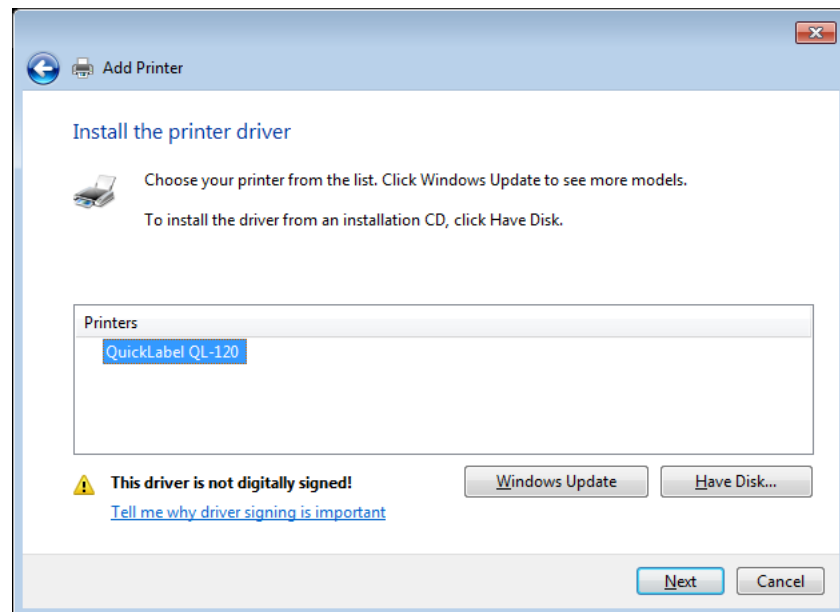 Add Printer
Install the printer driver
Choose your printer from the list. Click Windows Update to see more models.
To install the driver from an installation CD, click Have Disk.
Printers
QuickLabel QL-120
This driver is not digitally signed!
Windows Update
Have Disk...
Tell me why driver signing is important
Next
Cancel